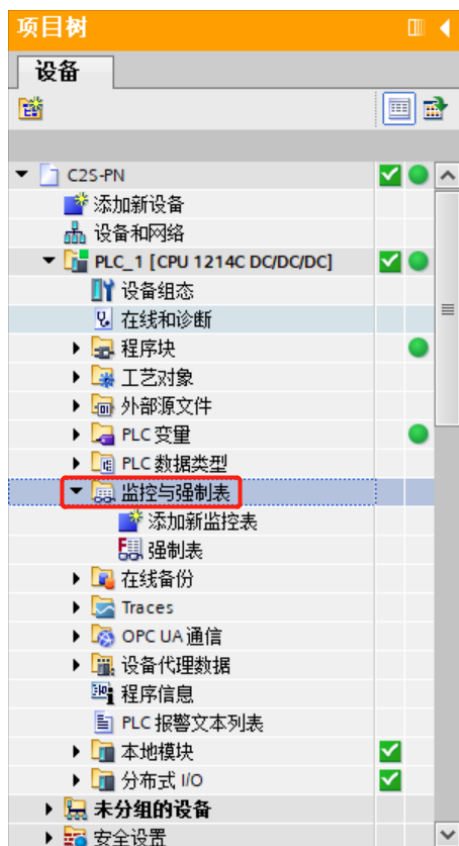 项目树
设备
C2S-PN
添加新设备
设备和网络
PLC_1 [CPU 1214C DC/DC/DC]
设备组态
在线和诊断
程序块
工艺对象
外部源文件
PLC 变量
PLC 数据类型
监控与强制表
添加新监控表
强制表
在线备份
Traces
OPC UA 通信
设备代理数据
程序信息
PLC 报警文本列表
本地模块
分布式 I/O
未分组的设备
安全设置